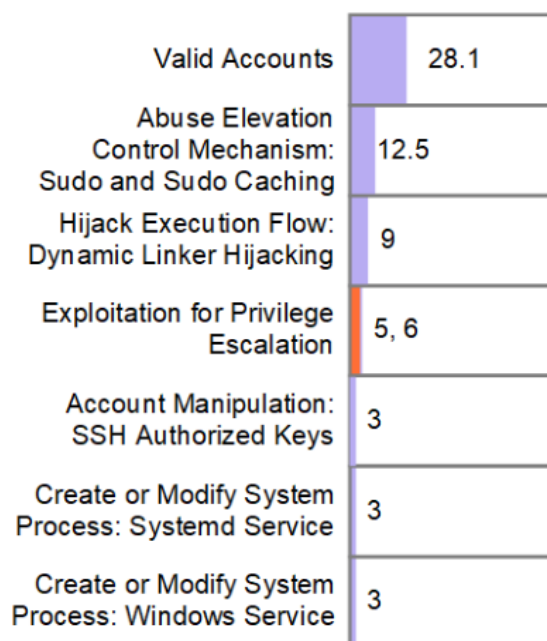 Valid Accounts
28.1
Abuse Elevation
Control Mechanism:
Sudo and Sudo Caching
12.5
Hijack Execution Flow:
Dynamic Linker Hijacking
9
Exploitation for Privilege
Escalation
5, 6
Account Manipulation:
SSH Authorized Keys
3
Create or Modify System
Process: Systemd Service
3
Create or Modify System
Process: Windows Service
3